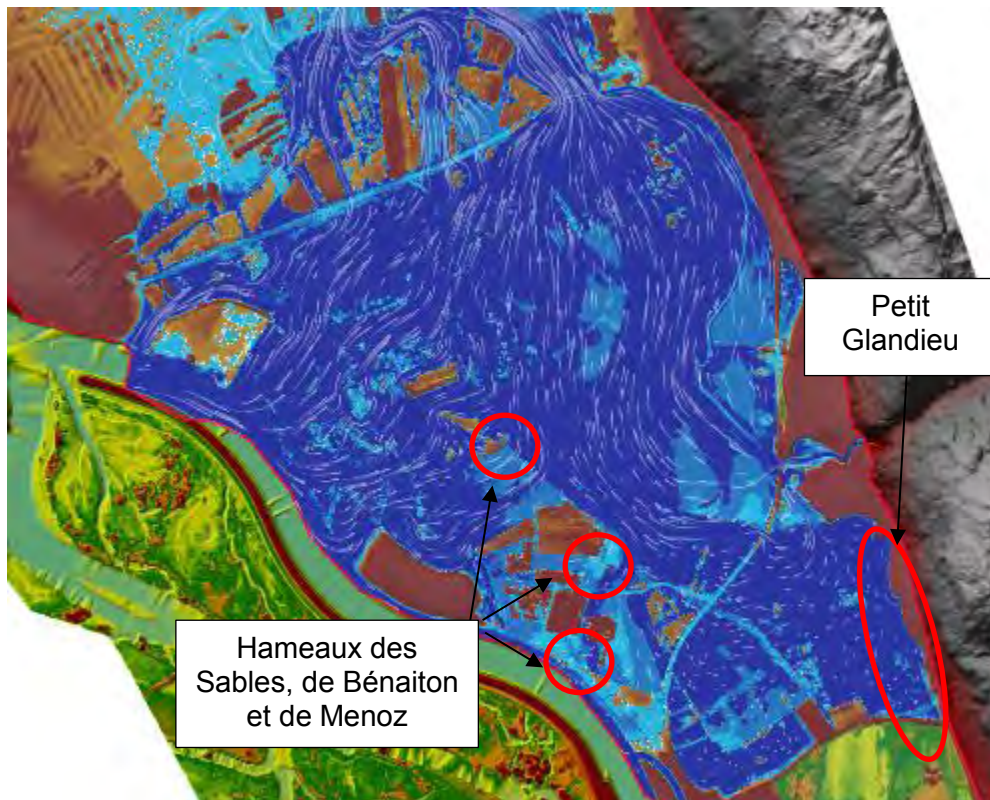 Petit
Glandieu
Hameaux des
Sables, de Bénaiton
et de Menoz